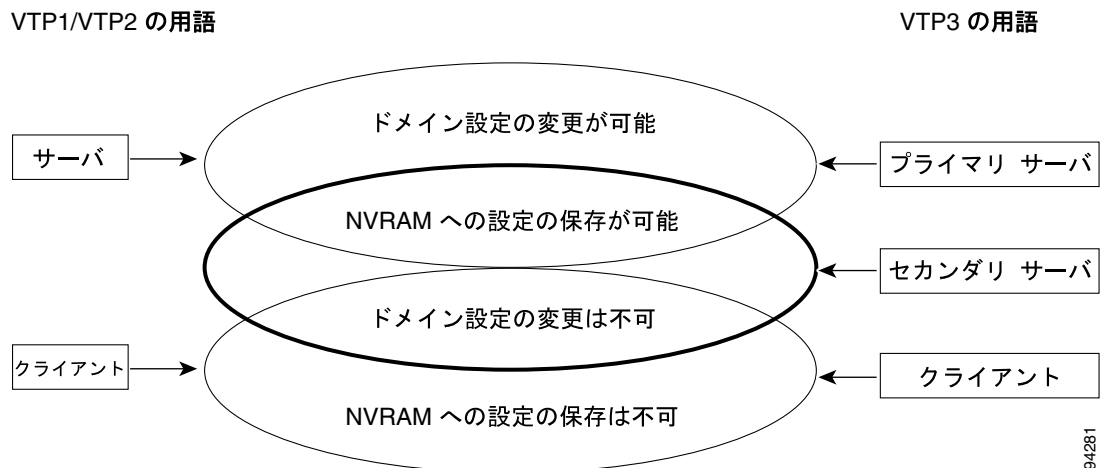 VTP1/VTP2 の用語
VTP3 の用語
ドメイン設定の変更が可能
サーバ
プライマリ サーバ
NVRAM への設定の保存が可能
セカンダリ サーバ
ドメイン設定の変更は不可
クライアント
クライアント
NVRAM への設定の保存は不可
94281